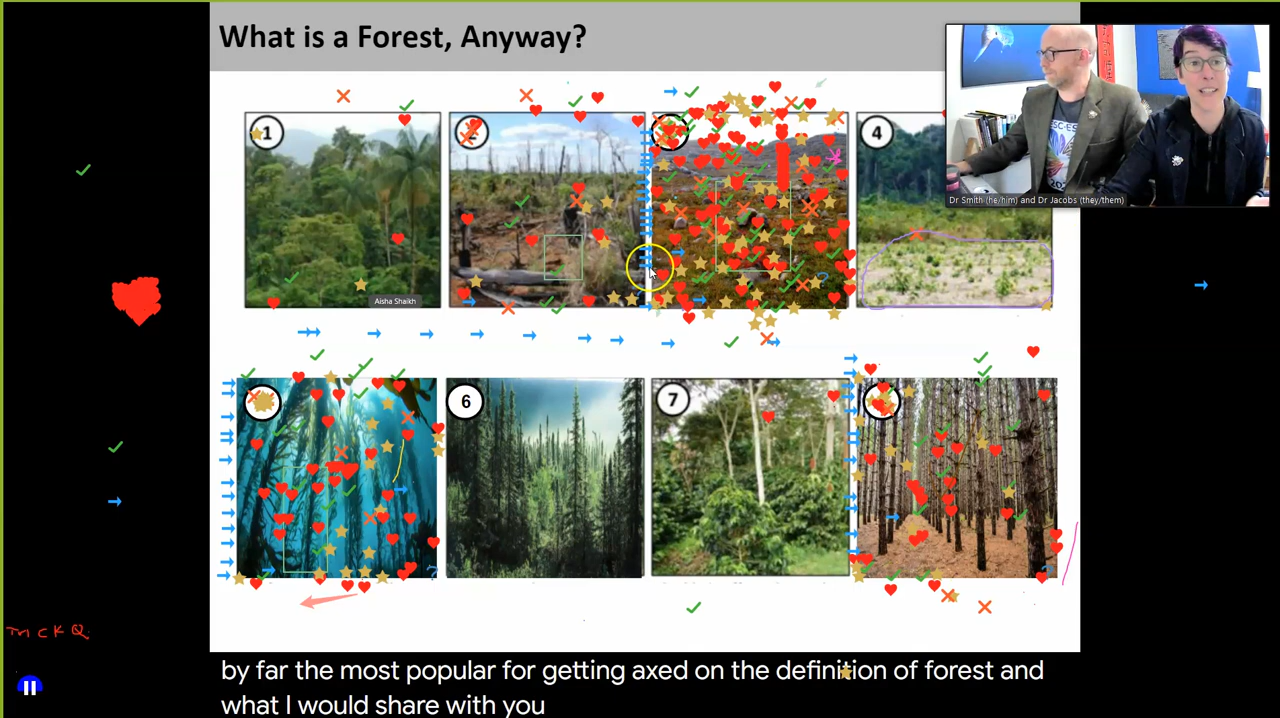 What is a Forest, Anyway?
1
2
4
Dr Smith (he/him) and Dr Jacobs (they/them)
Aisha Shaikh
6
7
by far the most popular for getting axed on the definition of forest and
what I would share with you